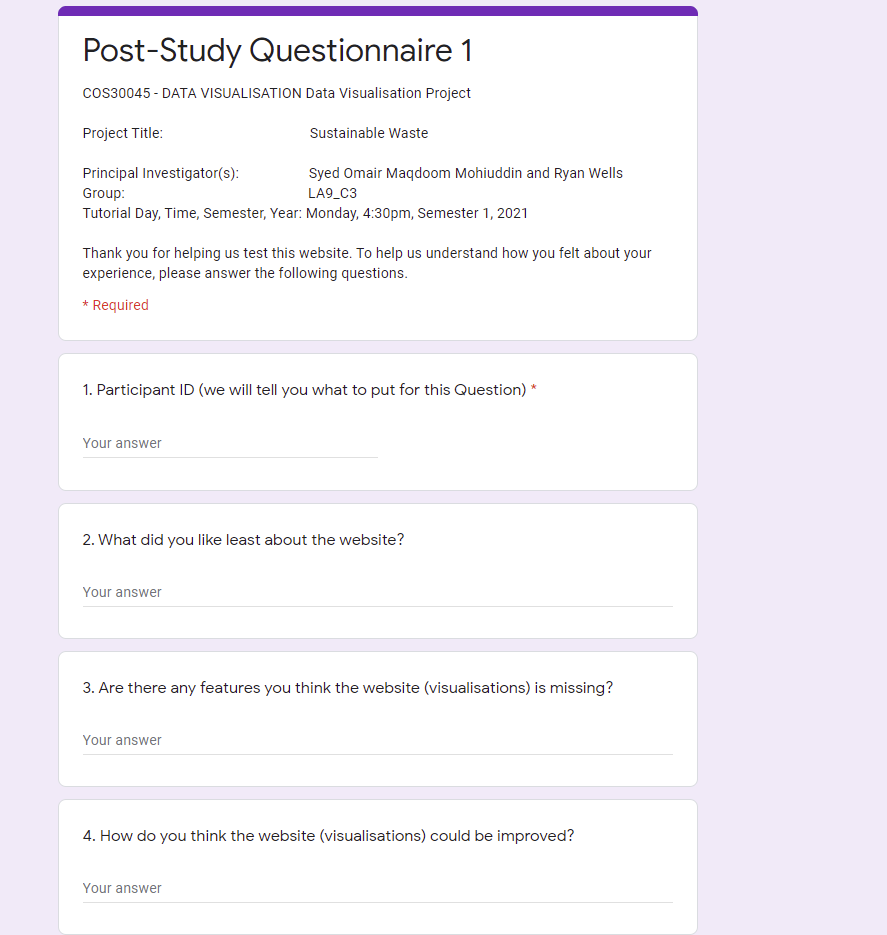 Post-Study Questionnaire 1
COS30045 - DATA VISUALISATION Data Visualisation Project
Project Title: Sustainable Waste
Principal Investigator(s): Syed Omair Maqdoom Mohiuddin and Ryan Wells
Group: LA9_C3
Tutorial Day, Time, Semester, Year: Monday, 4:30pm, Semester 1, 2021
Thank you for helping us test this website. To help us understand how you felt about your
experience, please answer the following questions.
* Required
1. Participant ID (we will tell you what to put for this Question) *
Your answer
2. What did you like least about the website?
Your answer
3. Are there any features you think the website (visualisations) is missing?
Your answer
4. How do you think the website (visualisations) could be improved?
Your answer